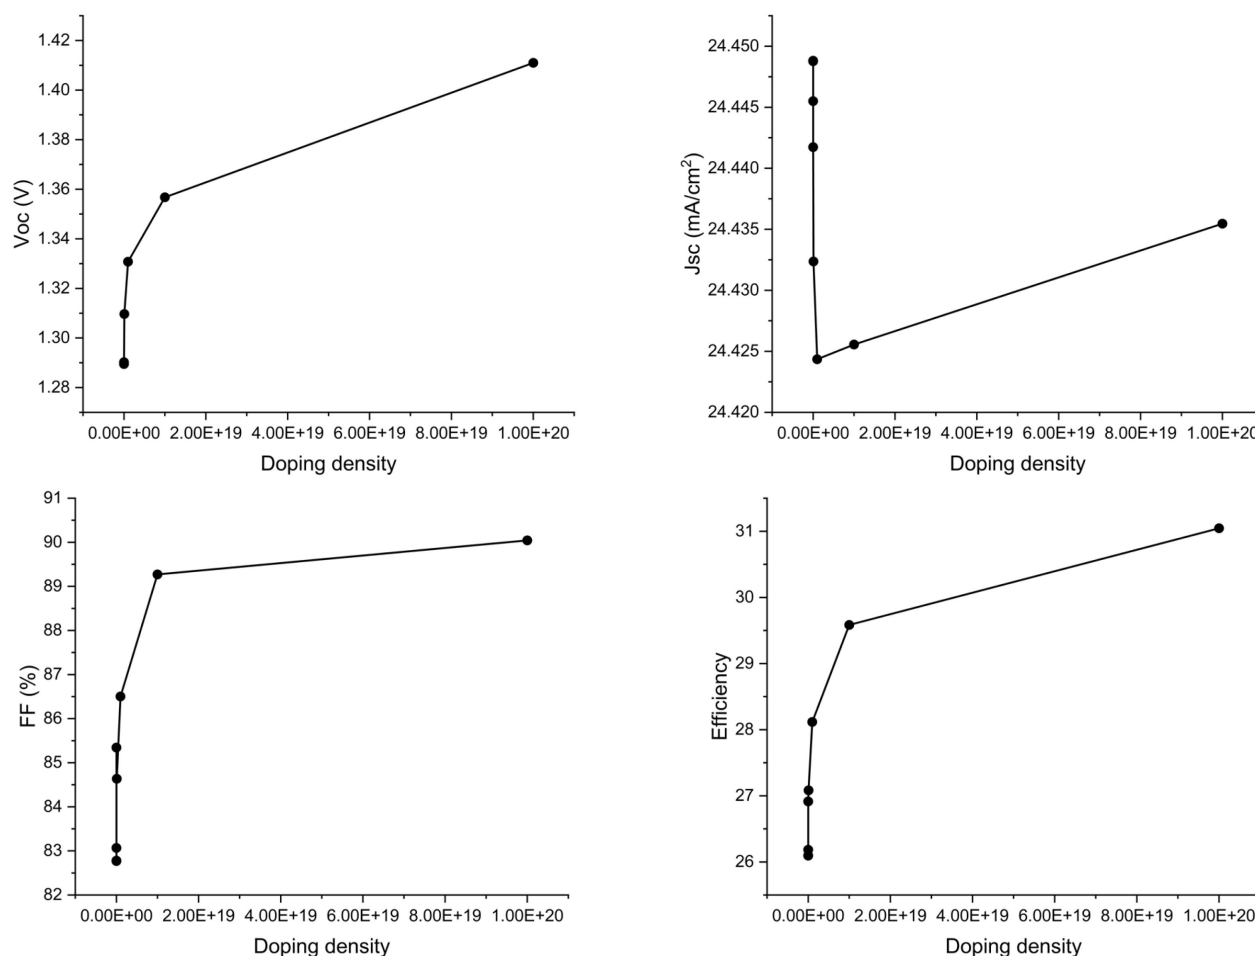 Voc (V)
1.42
1.40
1.38
1.36
1.34
1.32
1.30
1.28
0.00E+00 2.00E+19 4.00E+19 6.00E+19 8.00E+19 1.00E+20
Doping density
Jsc (mA/cm²)
24.450
24.445
24.440
24.435
24.430
24.425
24.420
0.00E+00 2.00E+19 4.00E+19 6.00E+19 8.00E+19 1.00E+20
Doping density
FF (%)
91
90
89
88
87
86
85
84
83
82
0.00E+00 2.00E+19 4.00E+19 6.00E+19 8.00E+19 1.00E+20
Doping density
Efficiency
31
30
29
28
27
26
0.00E+00 2.00E+19 4.00E+19 6.00E+19 8.00E+19 1.00E+20
Doping density